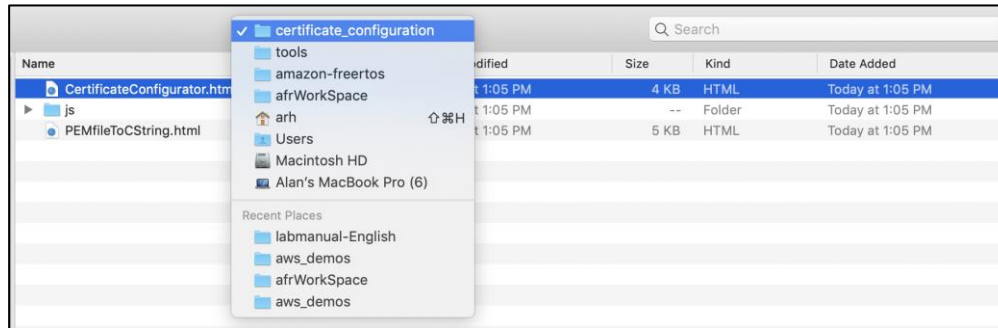 Search
certificate_configuration
Name
Size
Kind
Date Added
tools
CertificateConfigurator.htm
amazon-freertos
t 1:05 PM
4 KB
HTML
Today at 1:05 PM
js
afrWorkSpace
t 1:05 PM
--
Folder
Today at 1:05 PM
PEMfileToCString.html
arh ⇧⌘H
t 1:05 PM
5 KB
HTML
Today at 1:05 PM
Users
Macintosh HD
Alan's MacBook Pro (6)
Recent Places
labmanual-English
aws_demos
afrWorkSpace
aws_demos